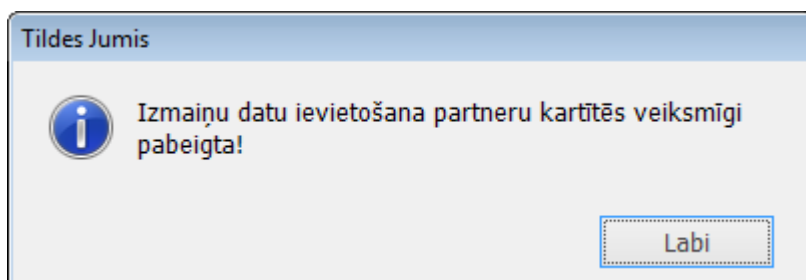 Tildes Jumis
Izmaiņu datu ievietošana partneru kartītēs veiksmīgi
pabeigta!
Labi